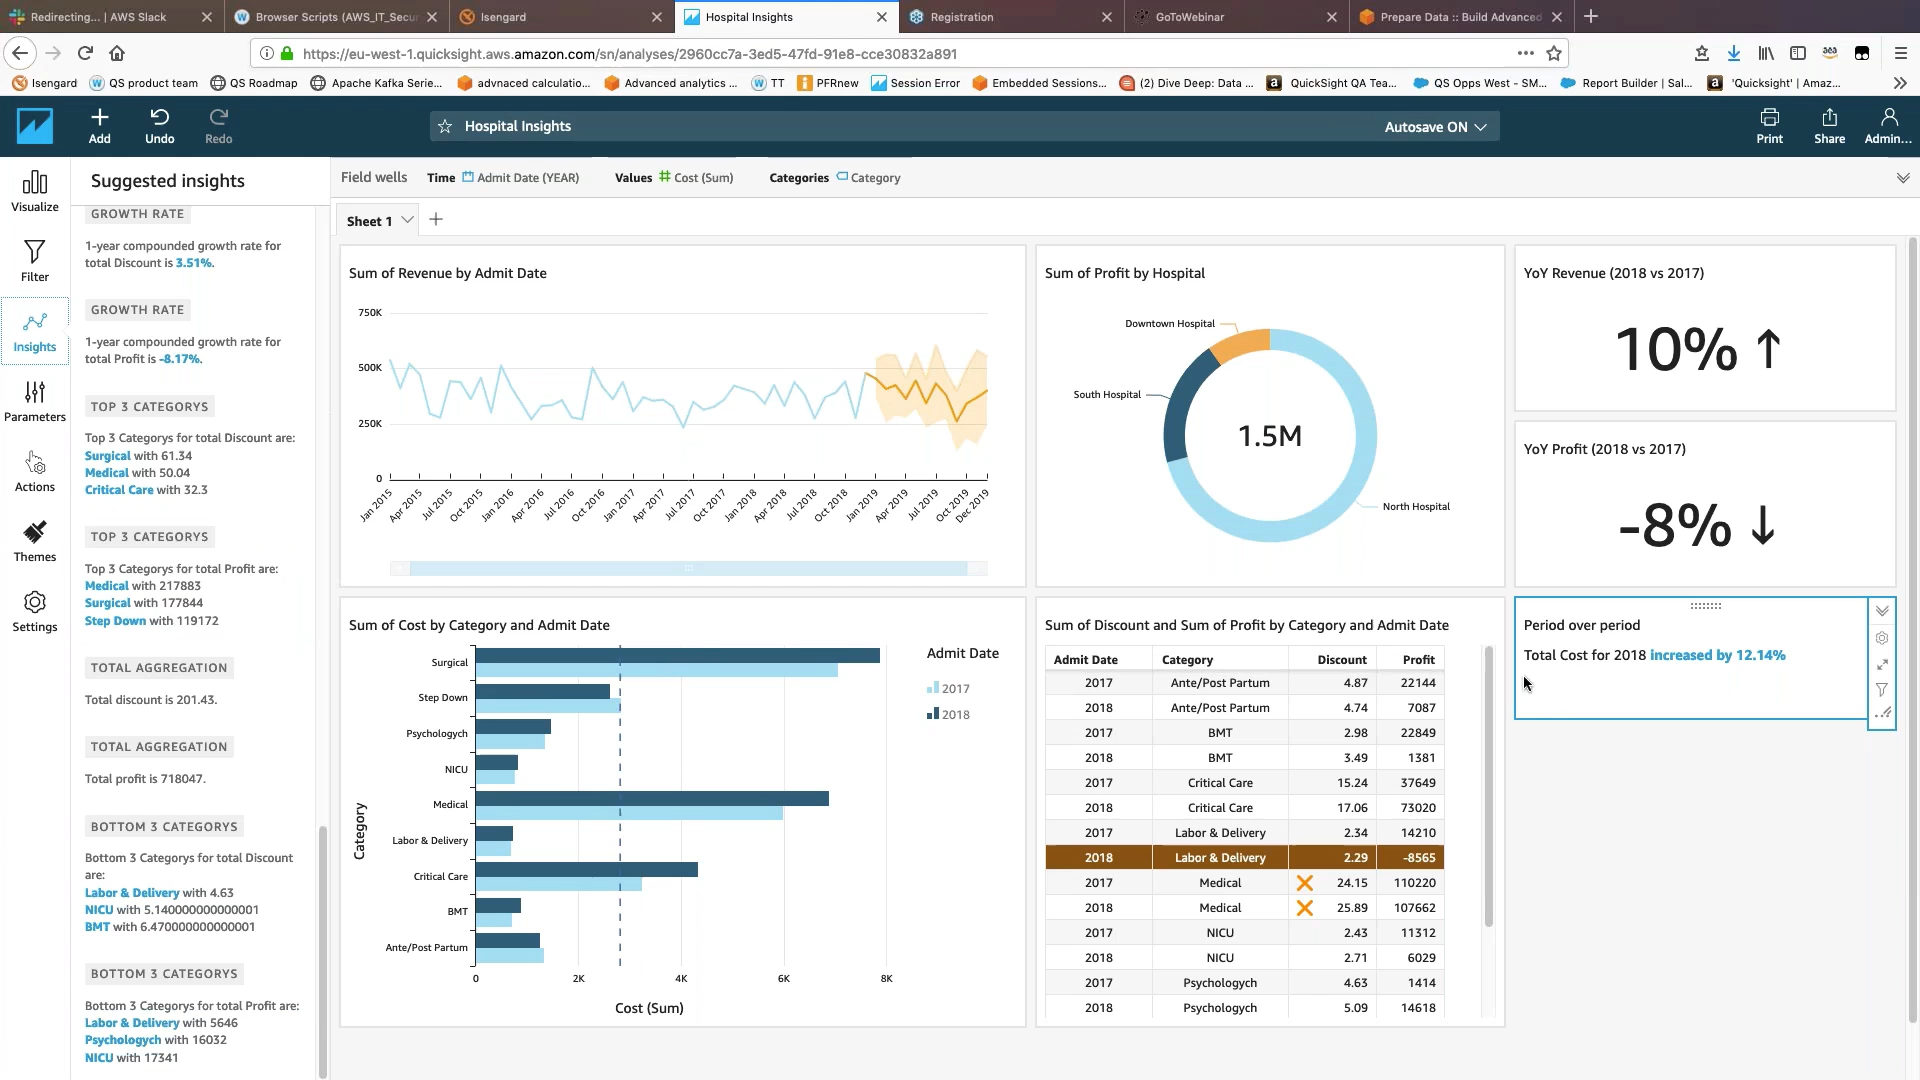 Redirecting... | AWS Slack
Browser Scripts (AWS_IT_Secur
Isengard
Hospital Insights
Registration
GoToWebinar
Prepare Data :: Build Advanced
https://eu-west-1.quicksight.aws.amazon.com/sn/analyses/2960cc7a-3ed5-47fd-91e8-cce30832a891
Isengard
QS product team
QS Roadmap
Apache Kafka Serie...
advnaced calculatio...
Advanced analytics ...
TT
PFRnew
Session Error
Embedded Sessions...
(2) Dive Deep: Data ...
QuickSight QA Tea...
QS Opps West - SM...
Report Builder | Sal...
'Quicksight' | Amaz...
Add
Undo
Redo
Hospital Insights
Autosave ON
Print
Share
Admin...
Visualize
Filter
Insights
Parameters
Actions
Themes
Settings
Suggested insights
GROWTH RATE
1-year compounded growth rate for
total Discount is 3.51%.
GROWTH RATE
1-year compounded growth rate for
total Profit is -8.17%.
TOP 3 CATEGORYS
Top 3 Categorys for total Discount are:
Surgical with 61.34
Medical with 50.04
Critical Care with 32.3
TOP 3 CATEGORYS
Top 3 Categorys for total Profit are:
Medical with 217883
Surgical with 177844
Step Down with 119172
TOTAL AGGREGATION
Total discount is 201.43.
TOTAL AGGREGATION
Total profit is 718047.
BOTTOM 3 CATEGORYS
Bottom 3 Categorys for total Discount
are:
Labor & Delivery with 4.63
NICU with 5.140000000000001
BMT with 6.470000000000001
BOTTOM 3 CATEGORYS
Bottom 3 Categorys for total Profit are:
Labor & Delivery with 5646
Psychologych with 16032
NICU with 17341
Field wells
Time Admit Date (YEAR)
Values Cost (Sum)
Categories Category
Sheet 1
Sum of Revenue by Admit Date
750K
500K
250K
0
Jan 2015
Apr 2015
Jul 2015
Oct 2015
Jan 2016
Apr 2016
Jul 2016
Oct 2016
Jan 2017
Apr 2017
Jul 2017
Oct 2017
Jan 2018
Apr 2018
Jul 2018
Oct 2018
Jan 2019
Apr 2019
Jul 2019
Oct 2019
Dec 2019
Sum of Profit by Hospital
Downtown Hospital
South Hospital
1.5M
North Hospital
YoY Revenue (2018 vs 2017)
10% ↑
YoY Profit (2018 vs 2017)
-8% ↓
Sum of Cost by Category and Admit Date
Surgical
Step Down
Psychologych
NICU
Medical
Labor & Delivery
Critical Care
BMT
Ante/Post Partum
Category
0 2K 4K 6K 8K
Cost (Sum)
Admit Date
2017
2018
Sum of Discount and Sum of Profit by Category and Admit Date
Admit Date Category Discount Profit
2017 Ante/Post Partum 4.87 22144
2018 Ante/Post Partum 4.74 7087
2017 BMT 2.98 22849
2018 BMT 3.49 1381
2017 Critical Care 15.24 37649
2018 Critical Care 17.06 73020
2017 Labor & Delivery 2.34 14210
2018 Labor & Delivery 2.29 -8565
2017 Medical 24.15 110220
2018 Medical 25.89 107662
2017 NICU 2.43 11312
2018 NICU 2.71 6029
2017 Psychologych 4.63 1414
2018 Psychologych 5.09 14618
Period over period
Total Cost for 2018 increased by 12.14%